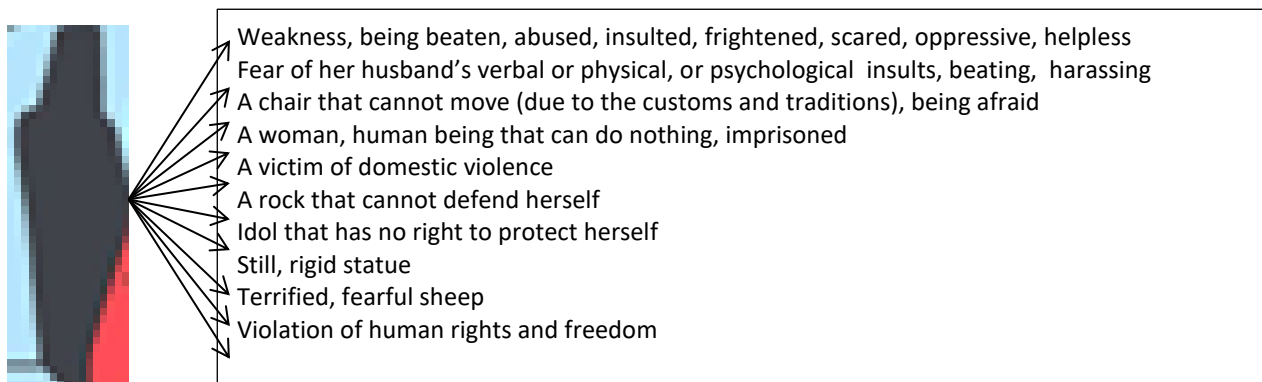 Weakness, being beaten, abused, insulted, frightened, scared, oppressive, helpless
Fear of her husband’s verbal or physical, or psychological insults, beating, harassing
A chair that cannot move (due to the customs and traditions), being afraid
A woman, human being that can do nothing, imprisoned
A victim of domestic violence
A rock that cannot defend herself
Idol that has no right to protect herself
Still, rigid statue
Terrified, fearful sheep
Violation of human rights and freedom